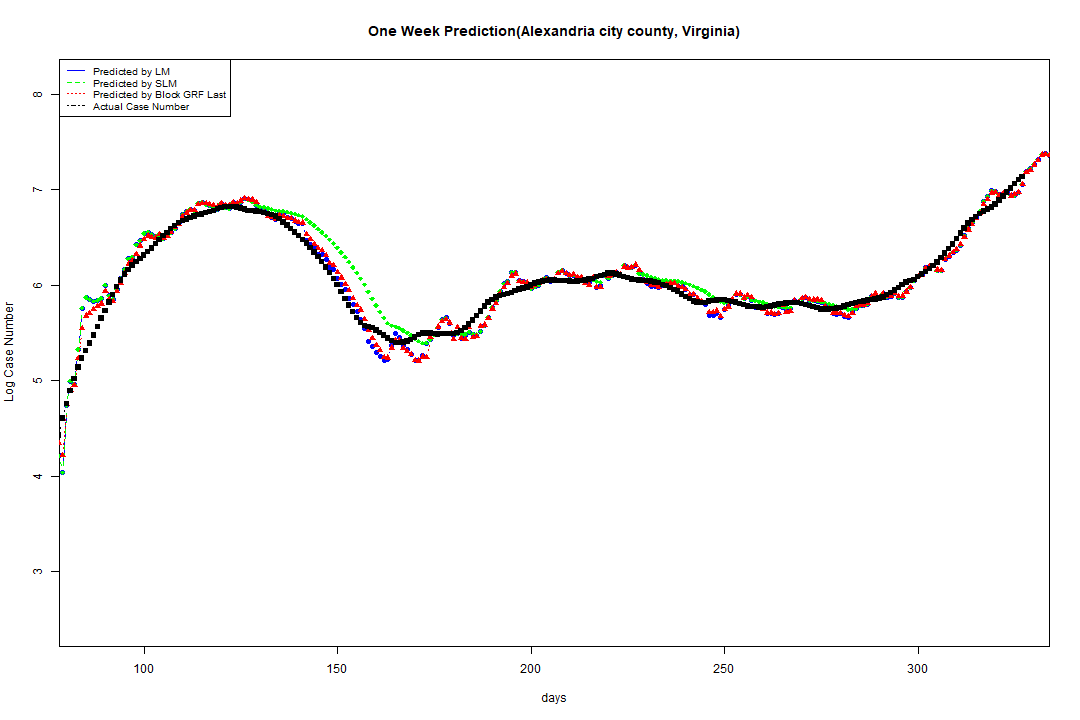 One Week Prediction(Alexandria city county, Virginia)
Predicted by LM
Predicted by SLM
Predicted by Block GRF Last
Actual Case Number
8
7
6
5
4
3
Log Case Number
100 150 200 250 300
days